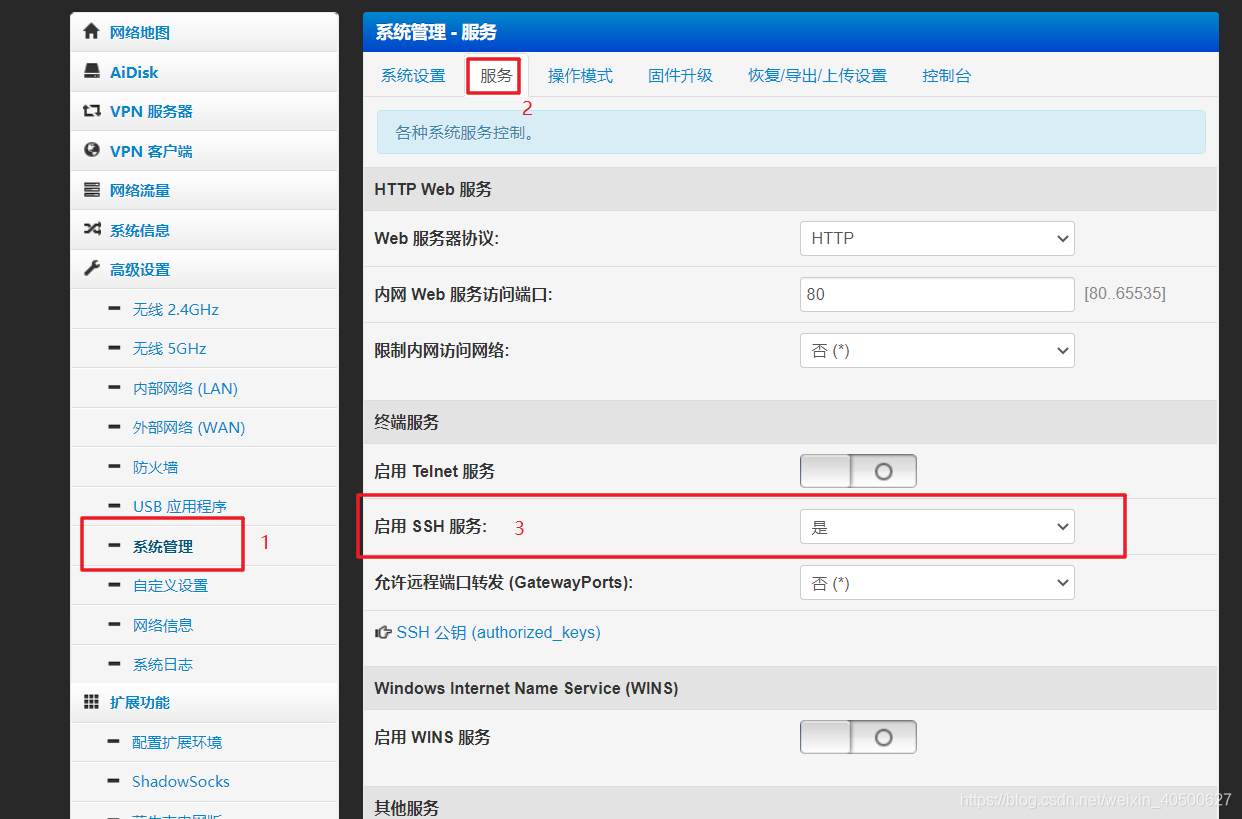 网络地图
AiDisk
VPN 服务器
VPN 客户端
网络流量
系统信息
高级设置
无线 2.4GHz
无线 5GHz
内部网络 (LAN)
外部网络 (WAN)
防火墙
USB 应用程序
系统管理
1
自定义设置
网络信息
系统日志
扩展功能
配置扩展环境
ShadowSocks
系统管理 - 服务
系统设置 服务 操作模式 固件升级 恢复/导出/上传设置 控制台
2
各种系统服务控制。
HTTP Web 服务
Web 服务器协议: HTTP
内网 Web 服务访问端口: 80 [80..65535]
限制内网访问网络: 否 (*)
终端服务
启用 Telnet 服务
启用 SSH 服务: 3 是
允许远程端口转发 (GatewayPorts): 否 (*)
SSH 公钥 (authorized_keys)
Windows Internet Name Service (WINS)
启用 WINS 服务
其他服务
https://blog.csdn.net/weixin_40500627